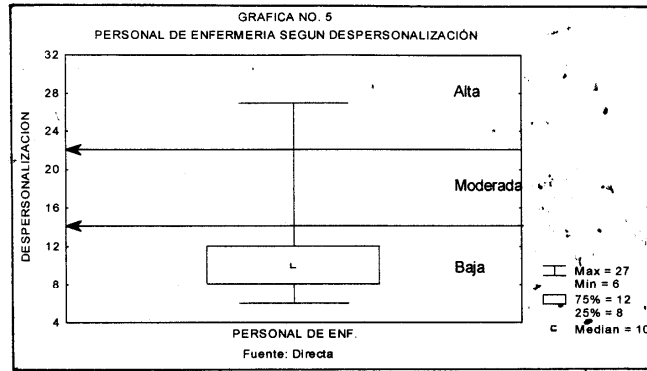 GRAFICA NO. 5
PERSONAL DE ENFERMERIA SEGUN DESPERSONALIZACIÓN
DESPERSONALIZACION
32
28
24
20
16
12
8
4
Alta
Moderada
Baja
PERSONAL DE ENF.
Fuente: Directa
Max = 27
Min = 6
75% = 12
25% = 8
Median = 10